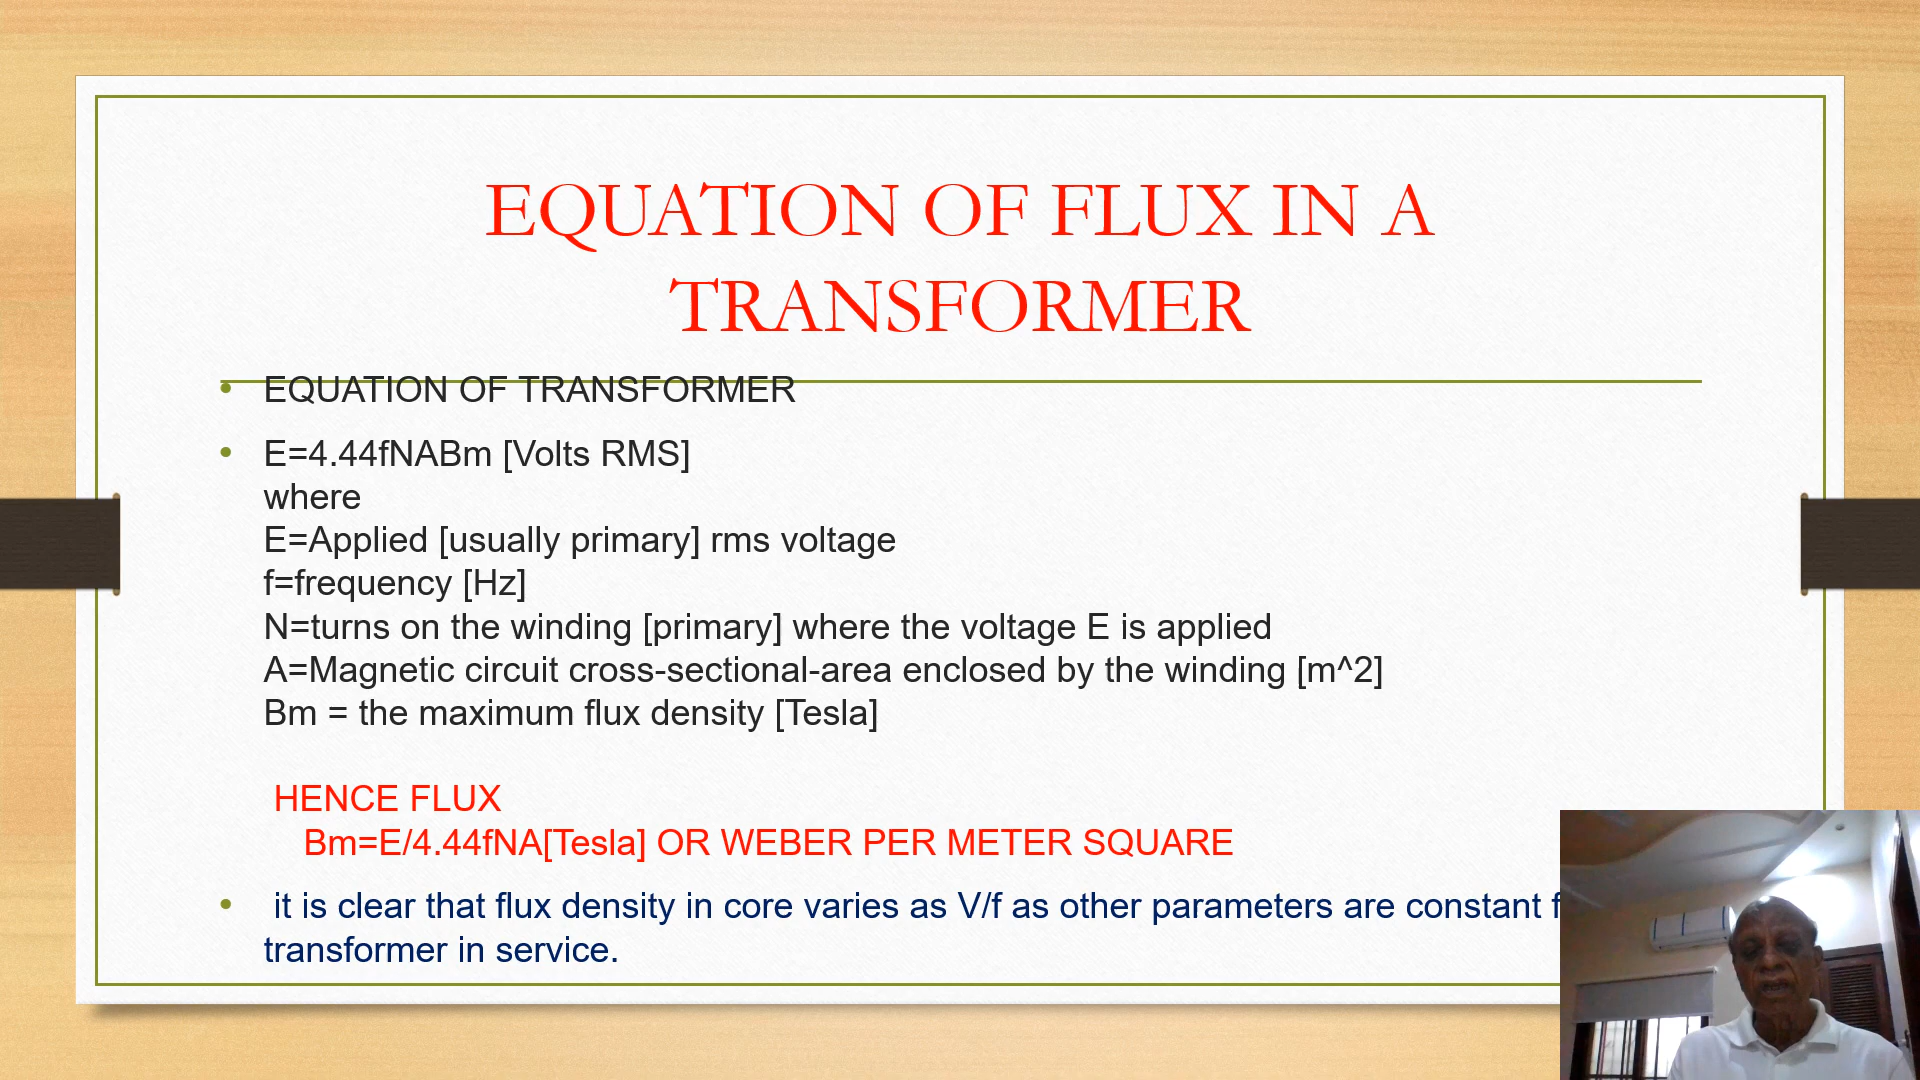 EQUATION OF FLUX IN A
TRANSFORMER
• EQUATION OF TRANSFORMER
• E=4.44fNABm [Volts RMS]
where
E=Applied [usually primary] rms voltage
f=frequency [Hz]
N=turns on the winding [primary] where the voltage E is applied
A=Magnetic circuit cross-sectional-area enclosed by the winding [m^2]
Bm = the maximum flux density [Tesla]
HENCE FLUX
Bm=E/4.44fNA[Tesla] OR WEBER PER METER SQUARE
• it is clear that flux density in core varies as V/f as other parameters are constant
transformer in service.